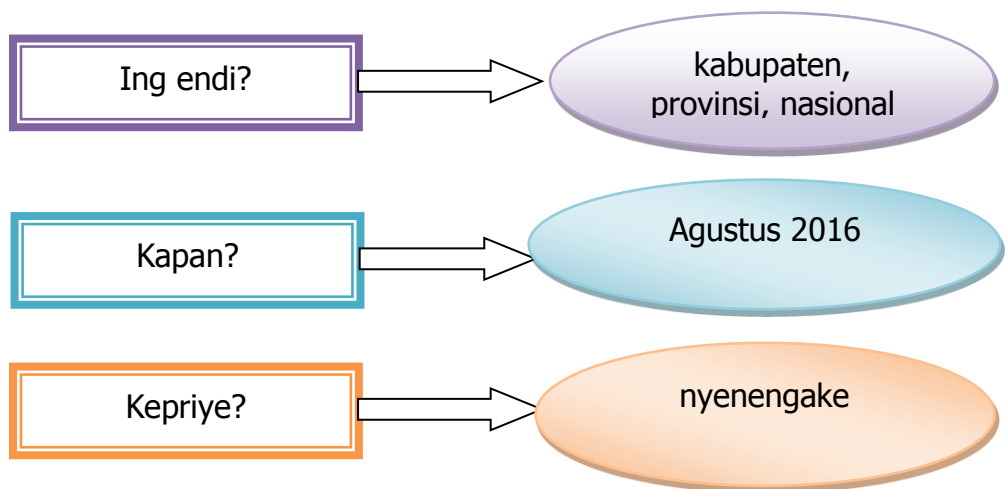 Ing endi?
kabupaten,
provinsi, nasional
Kapan?
Agustus 2016
Kepriye?
nyenengake